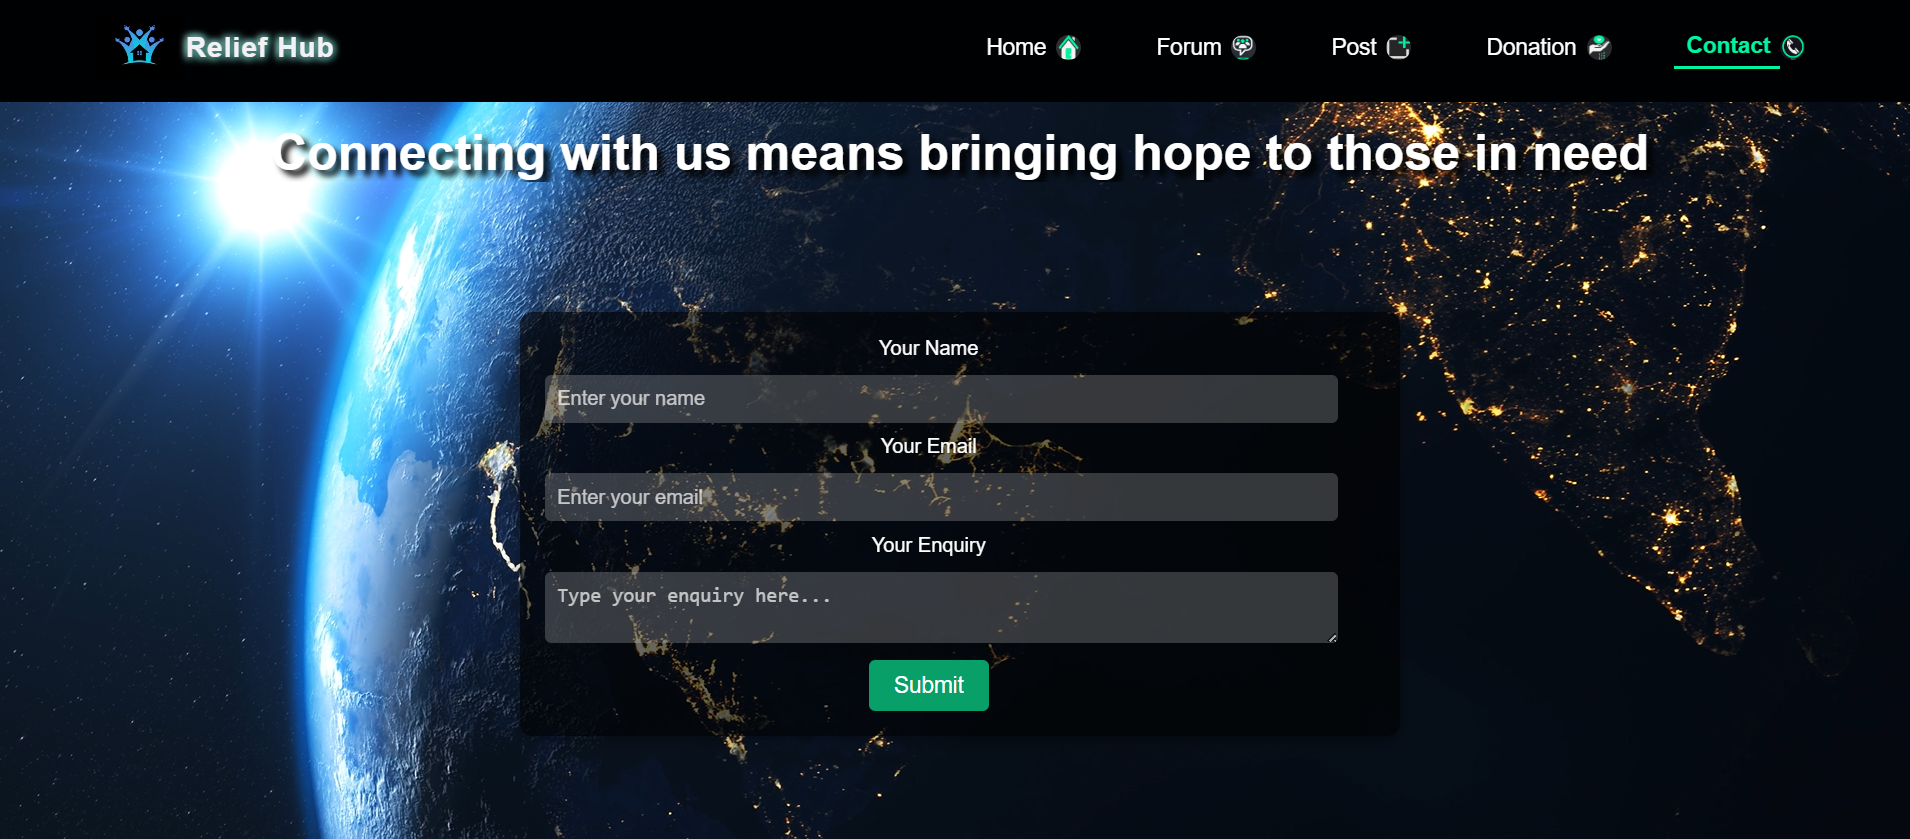 Relief Hub
Home
Forum
Post
Donation
Contact
Connecting with us means bringing hope to those in need
Your Name
Enter your name
Your Email
Enter your email
Your Enquiry
Type your enquiry here...
Submit